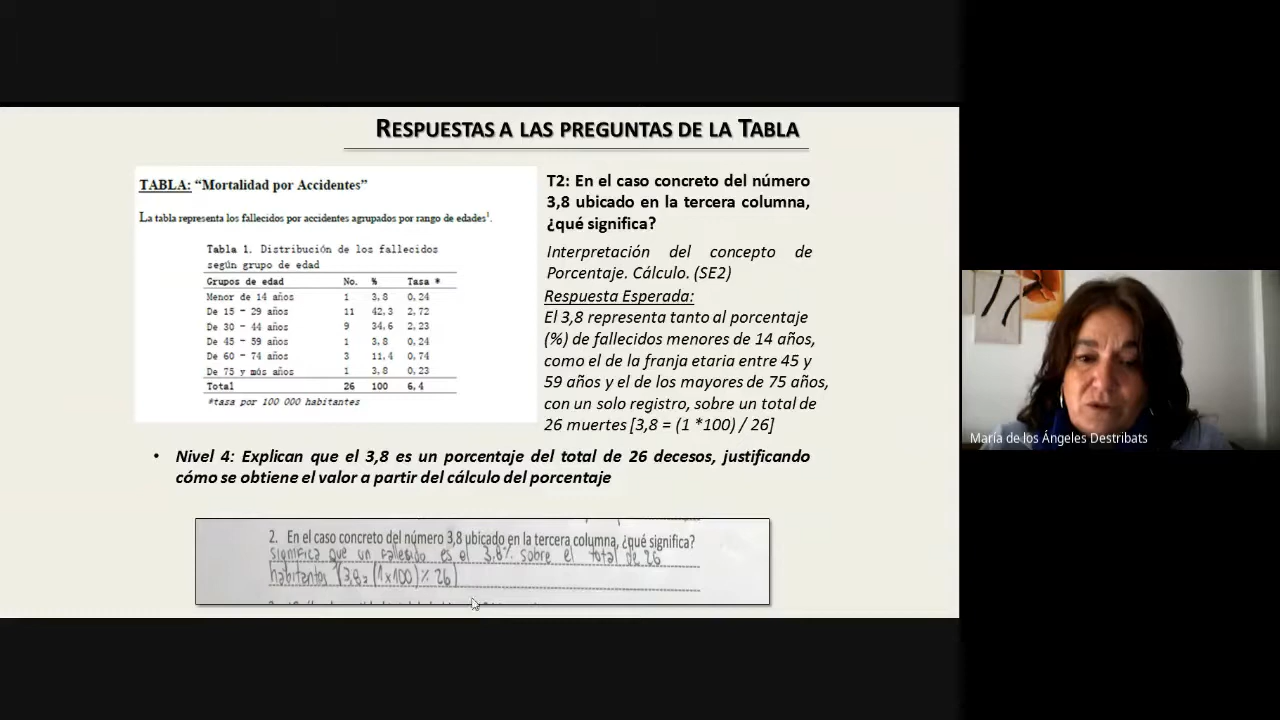 RESPUESTAS A LAS PREGUNTAS DE LA TABLA
TABLA: “Mortalidad por Accidentes”
La tabla representa los fallecidos por accidentes agrupados por rango de edades¹.
Tabla 1. Distribución de los fallecidos
según grupo de edad
Grupos de edad No. % Tasa *
Menor de 14 años 1 3,8 0,24
De 15 - 29 años 11 42,3 2,72
De 30 - 44 años 9 34,6 2,23
De 45 - 59 años 1 3,8 0,24
De 60 - 74 años 3 11,4 0,74
De 75 y más años 1 3,8 0,23
Total 26 100 6,4
*tasa por 100 000 habitantes
T2: En el caso concreto del número
3,8 ubicado en la tercera columna,
¿qué significa?
Interpretación del concepto de
Porcentaje. Cálculo. (SE2)
Respuesta Esperada:
El 3,8 representa tanto al porcentaje
(%) de fallecidos menores de 14 años,
como el de la franja etaria entre 45 y
59 años y el de los mayores de 75 años,
con un solo registro, sobre un total de
26 muertes [3,8 = (1 *100) / 26]
• Nivel 4: Explican que el 3,8 es un porcentaje del total de 26 decesos, justificando
cómo se obtiene el valor a partir del cálculo del porcentaje
2. En el caso concreto del número 3,8 ubicado en la tercera columna, ¿qué significa?
significa que un fallecido es el 3,8% sobre el total de 26
habitantes (3,8= (1x100) % 26)
María de los Ángeles Destribats